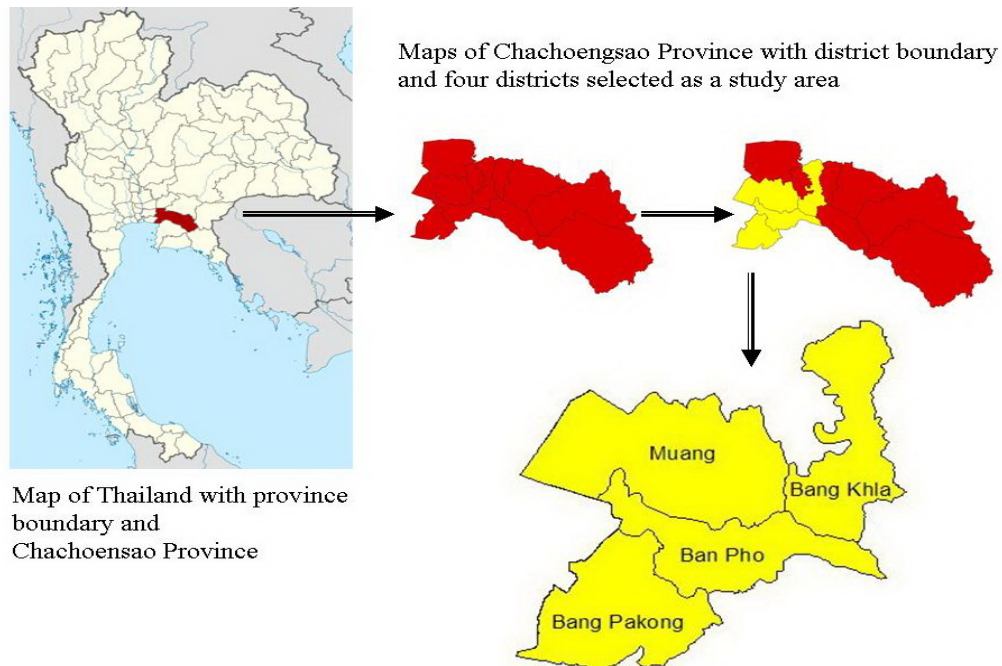 Maps of Chachoengsao Province with district boundary
and four districts selected as a study area
Map of Thailand with province
boundary and
Chachoensao Province
Muang
Bang Khla
Ban Pho
Bang Pakong